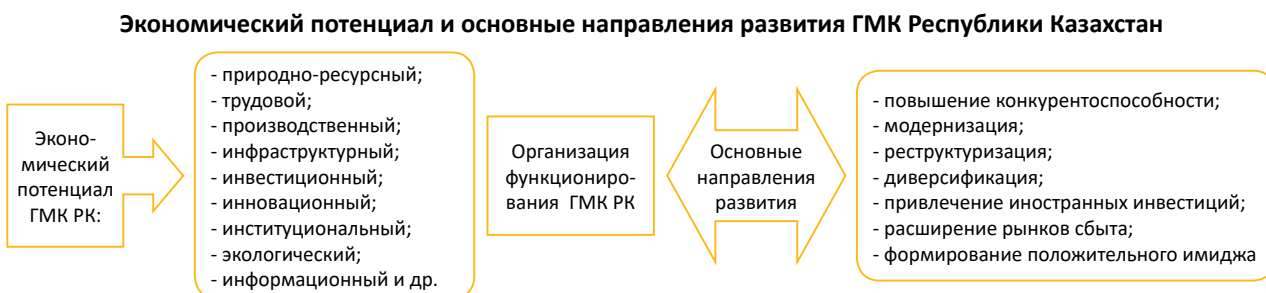 Экономический потенциал и основные направления развития ГМК Республики Казахстан
Эконо-
мический
потенциал
ГМК РК:
- природно-ресурсный;
- трудовой;
- производственный;
- инфраструктурный;
- инвестиционный;
- инновационный;
- институциональный;
- экологический;
- информационный и др.
Организация
функциониро-
вания ГМК РК
Основные
направления
развития
- повышение конкурентоспособности;
- модернизация;
- реструктуризация;
- диверсификация;
- привлечение иностранных инвестиций;
- расширение рынков сбыта;
- формирование положительного имиджа